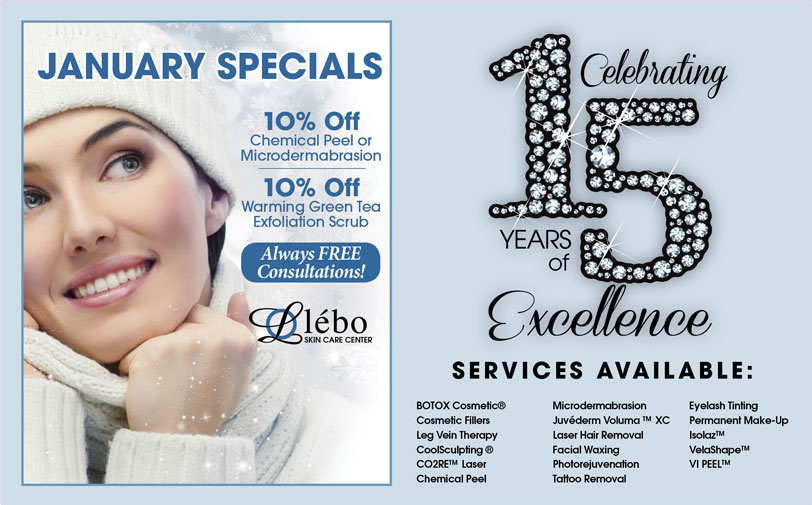 JANUARY SPECIALS
10% Off
Chemical Peel or
Microdermabrasion
10% Off
Warming Green Tea
Exfoliation Scrub
Always FREE
Consultations!
lébo
SKIN CARE CENTER
Celebrating
15
YEARS
of
Excellence
SERVICES AVAILABLE:
BOTOX Cosmetic®
Cosmetic Fillers
Leg Vein Therapy
CoolSculpting ®
CO2RE™ Laser
Chemical Peel
Microdermabrasion
Juvéderm Voluma ™ XC
Laser Hair Removal
Facial Waxing
Photorejuvenation
Tattoo Removal
Eyelash Tinting
Permanent Make-Up
Isolaz™
VelaShape™
VI PEEL™